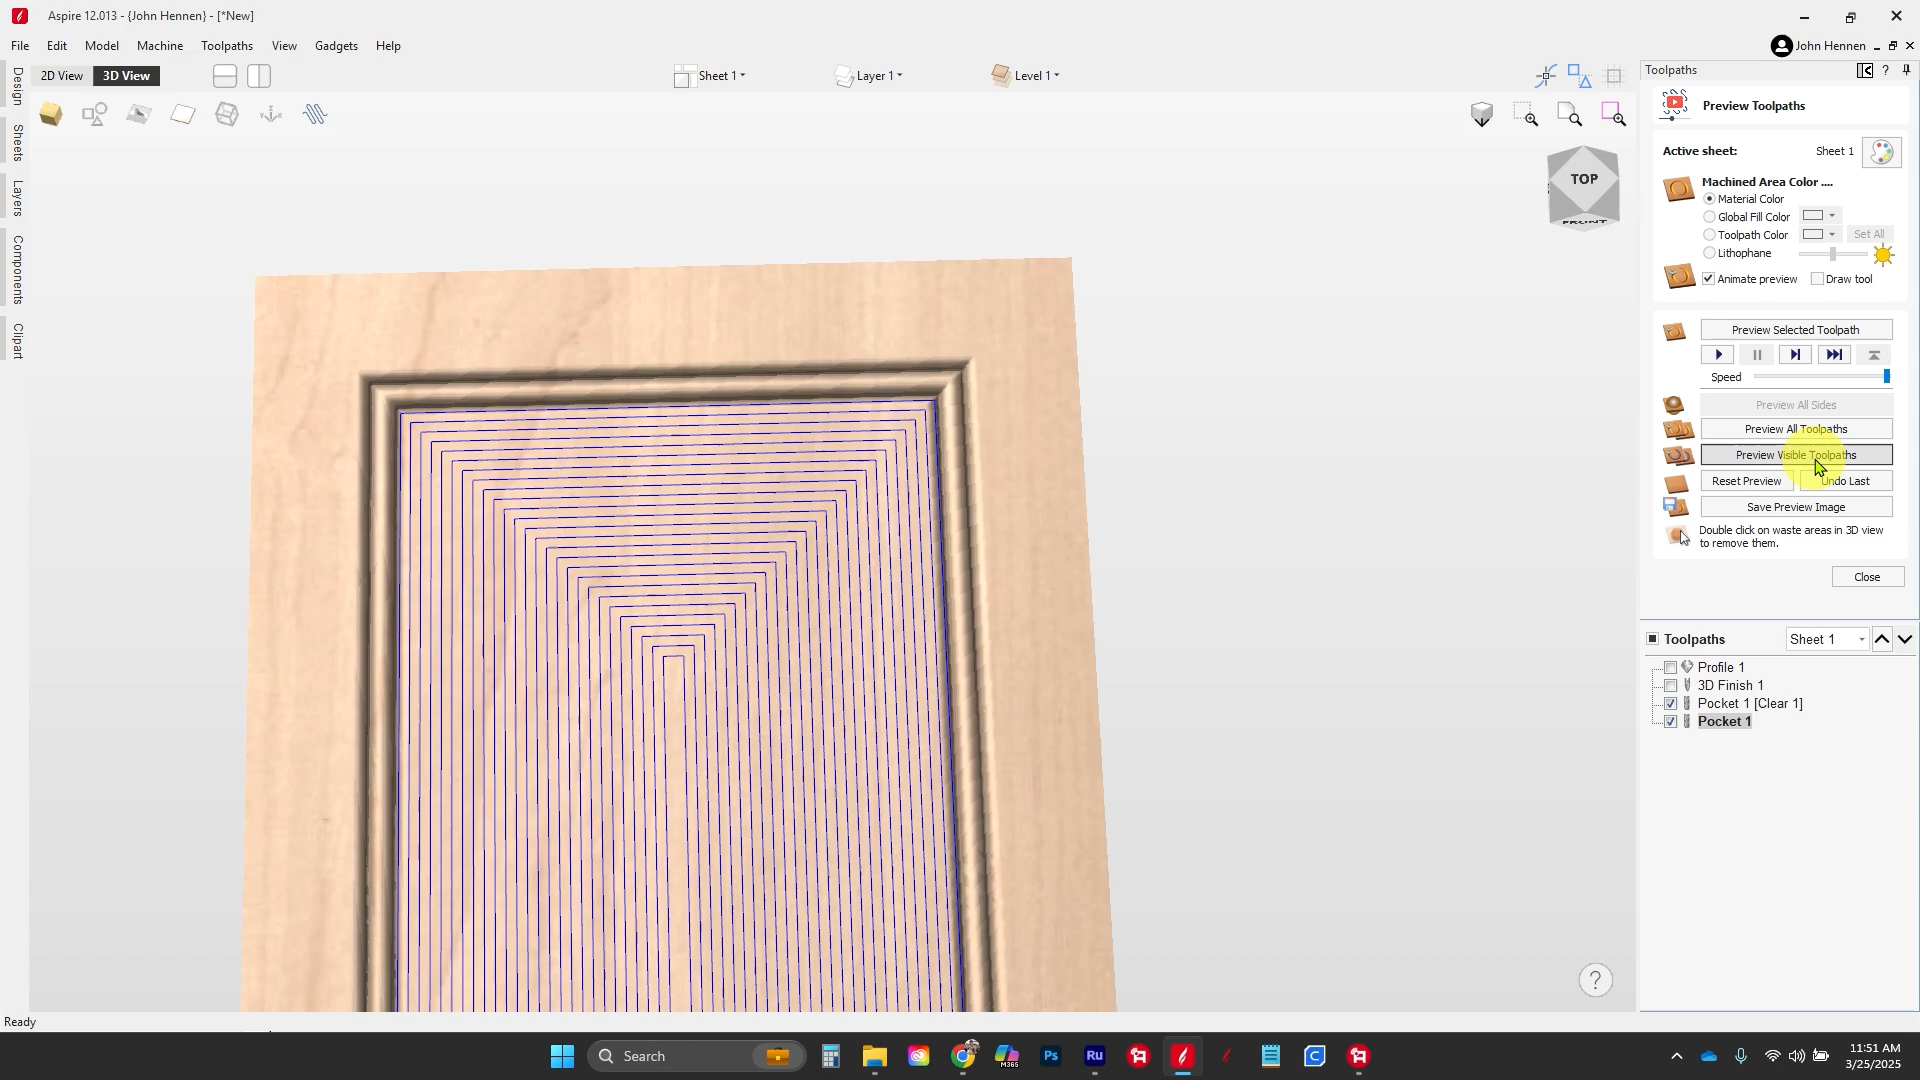 Aspire 12.013 - {John Hennen} - [*New]
File Edit Model Machine Toolpaths View Gadgets Help
John Hennen
2D View 3D View
Sheet 1
Layer 1
Level 1
Design
Sheets
Layers
Components
Clipart
TOP
FRONT
Toolpaths
Preview Toolpaths
Active sheet: Sheet 1
Machined Area Color ....
Material Color
Global Fill Color
Toolpath Color Set All
Lithophane
Animate preview Draw tool
Preview Selected Toolpath
Speed
Preview All Sides
Preview All Toolpaths
Preview Visible Toolpaths
Reset Preview Undo Last
Save Preview Image
Double click on waste areas in 3D view
to remove them.
Close
Toolpaths Sheet 1
Profile 1
3D Finish 1
Pocket 1 [Clear 1]
Pocket 1
Ready
Search
M365
Ps
Ru
11:51 AM
3/25/2025